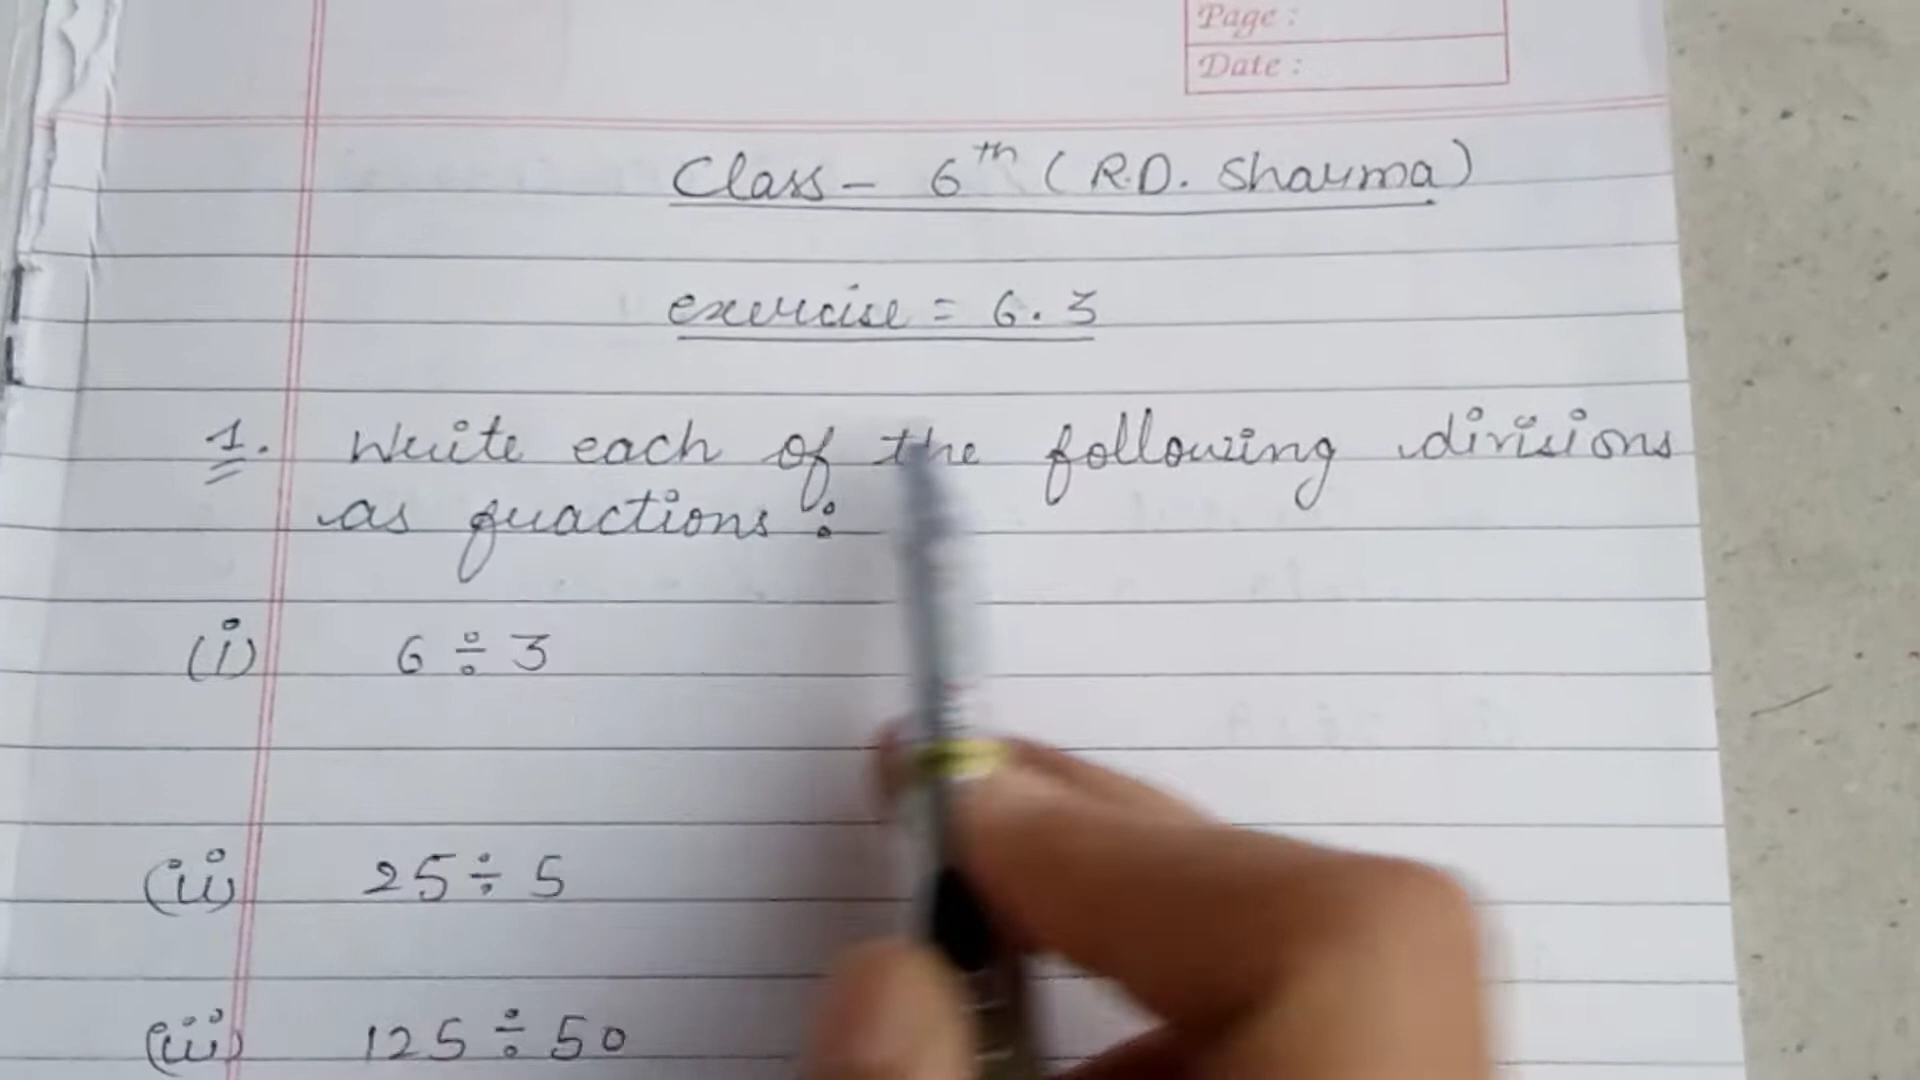 Page :
Date :
Class - 6th (R.D. Sharma)
exercise = 6.3
1. Write each of the following divisions
as fractions :
(i) 6 ÷ 3
(ii) 25 ÷ 5
(iii) 125 ÷ 50